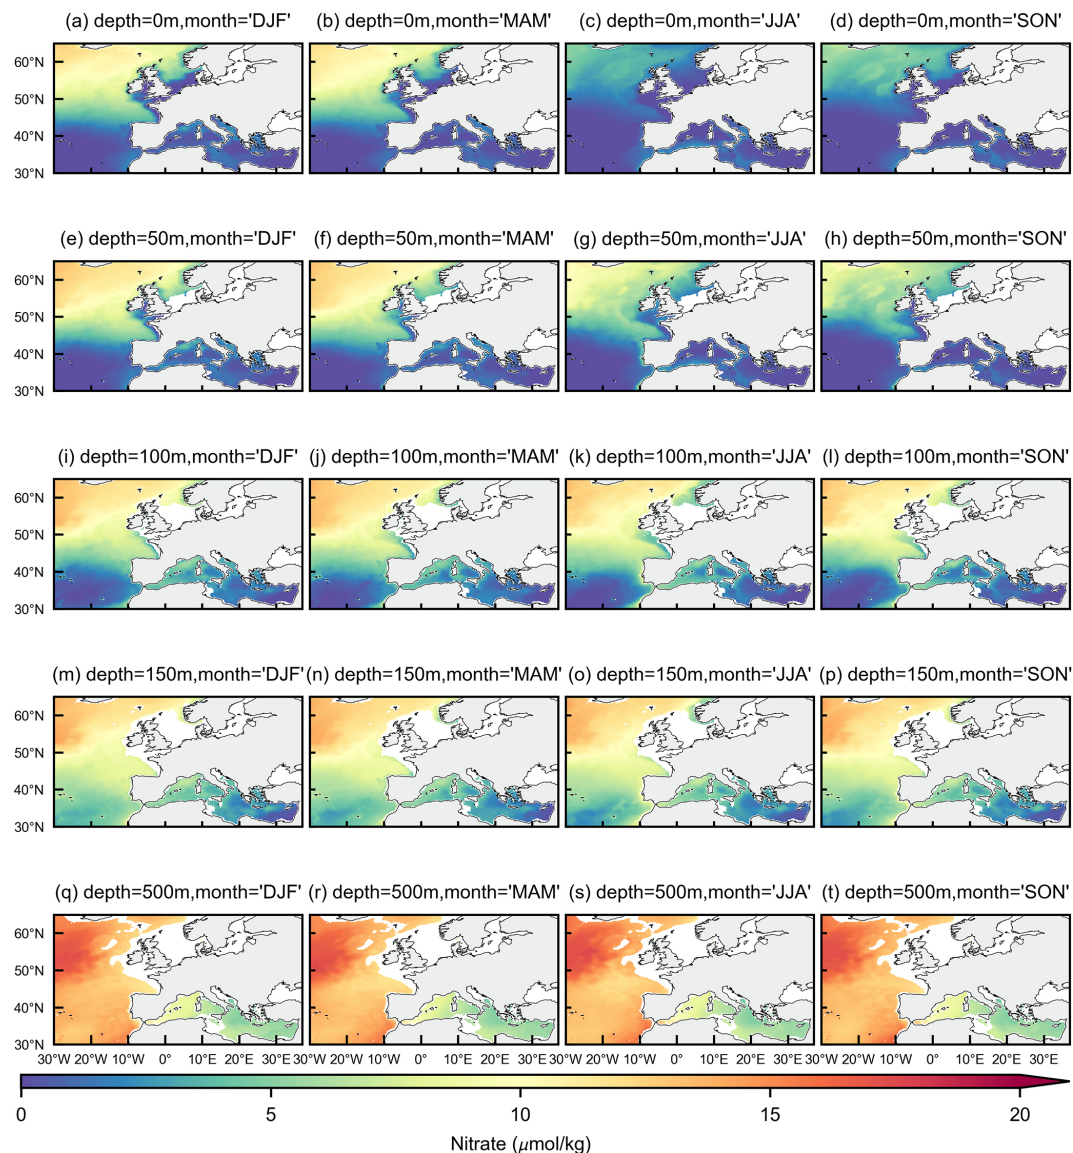 (a) depth=0m,month='DJF' (b) depth=0m,month='MAM' (c) depth=0m,month='JJA' (d) depth=0m,month='SON'
60°N
50°N
40°N
30°N
(e) depth=50m,month='DJF' (f) depth=50m,month='MAM' (g) depth=50m,month='JJA' (h) depth=50m,month='SON'
60°N
50°N
40°N
30°N
(i) depth=100m,month='DJF' (j) depth=100m,month='MAM' (k) depth=100m,month='JJA' (l) depth=100m,month='SON'
60°N
50°N
40°N
30°N
(m) depth=150m,month='DJF' (n) depth=150m,month='MAM' (o) depth=150m,month='JJA' (p) depth=150m,month='SON'
60°N
50°N
40°N
30°N
(q) depth=500m,month='DJF' (r) depth=500m,month='MAM' (s) depth=500m,month='JJA' (t) depth=500m,month='SON'
60°N
50°N
40°N
30°N
30°W 20°W 10°W 0° 10°E 20°E 30°E 20°W 10°W 0° 10°E 20°E 30°E 20°W 10°W 0° 10°E 20°E 30°E 20°W 10°W 0° 10°E 20°E 30°E
0 5 10 15 20
Nitrate (μmol/kg)